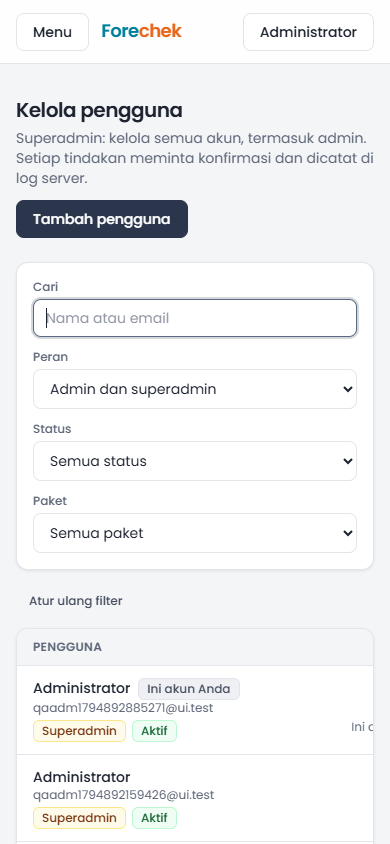 Menu
Forechek
Administrator
Kelola pengguna
Superadmin: kelola semua akun, termasuk admin.
Setiap tindakan meminta konfirmasi dan dicatat di
log server.
Tambah pengguna
Cari
Nama atau email
Peran
Admin dan superadmin
Status
Semua status
Paket
Semua paket
Atur ulang filter
PENGGUNA
Administrator Ini akun Anda
qaadm1794892885271@ui.test
Superadmin Aktif
Ini
Administrator
qaadm1794892159426@ui.test
Superadmin Aktif